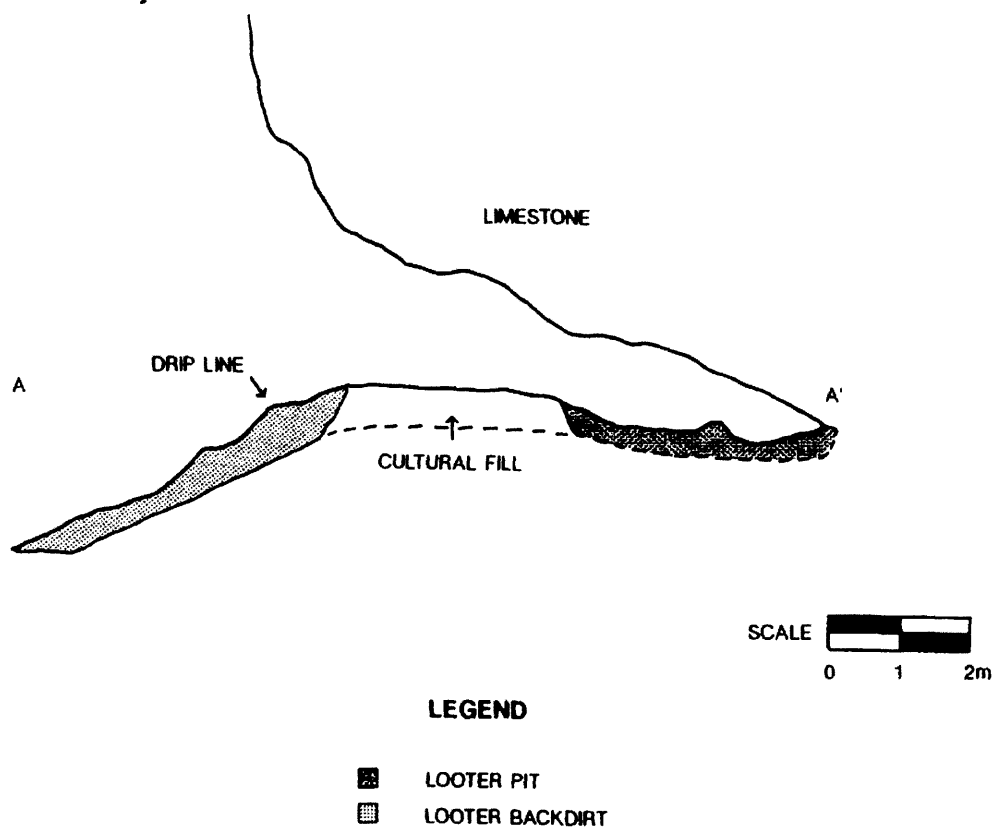 LIMESTONE
DRIP LINE
A
A'
CULTURAL FILL
SCALE
0 1 2m
LEGEND
LOOTER PIT
LOOTER BACKDIRT